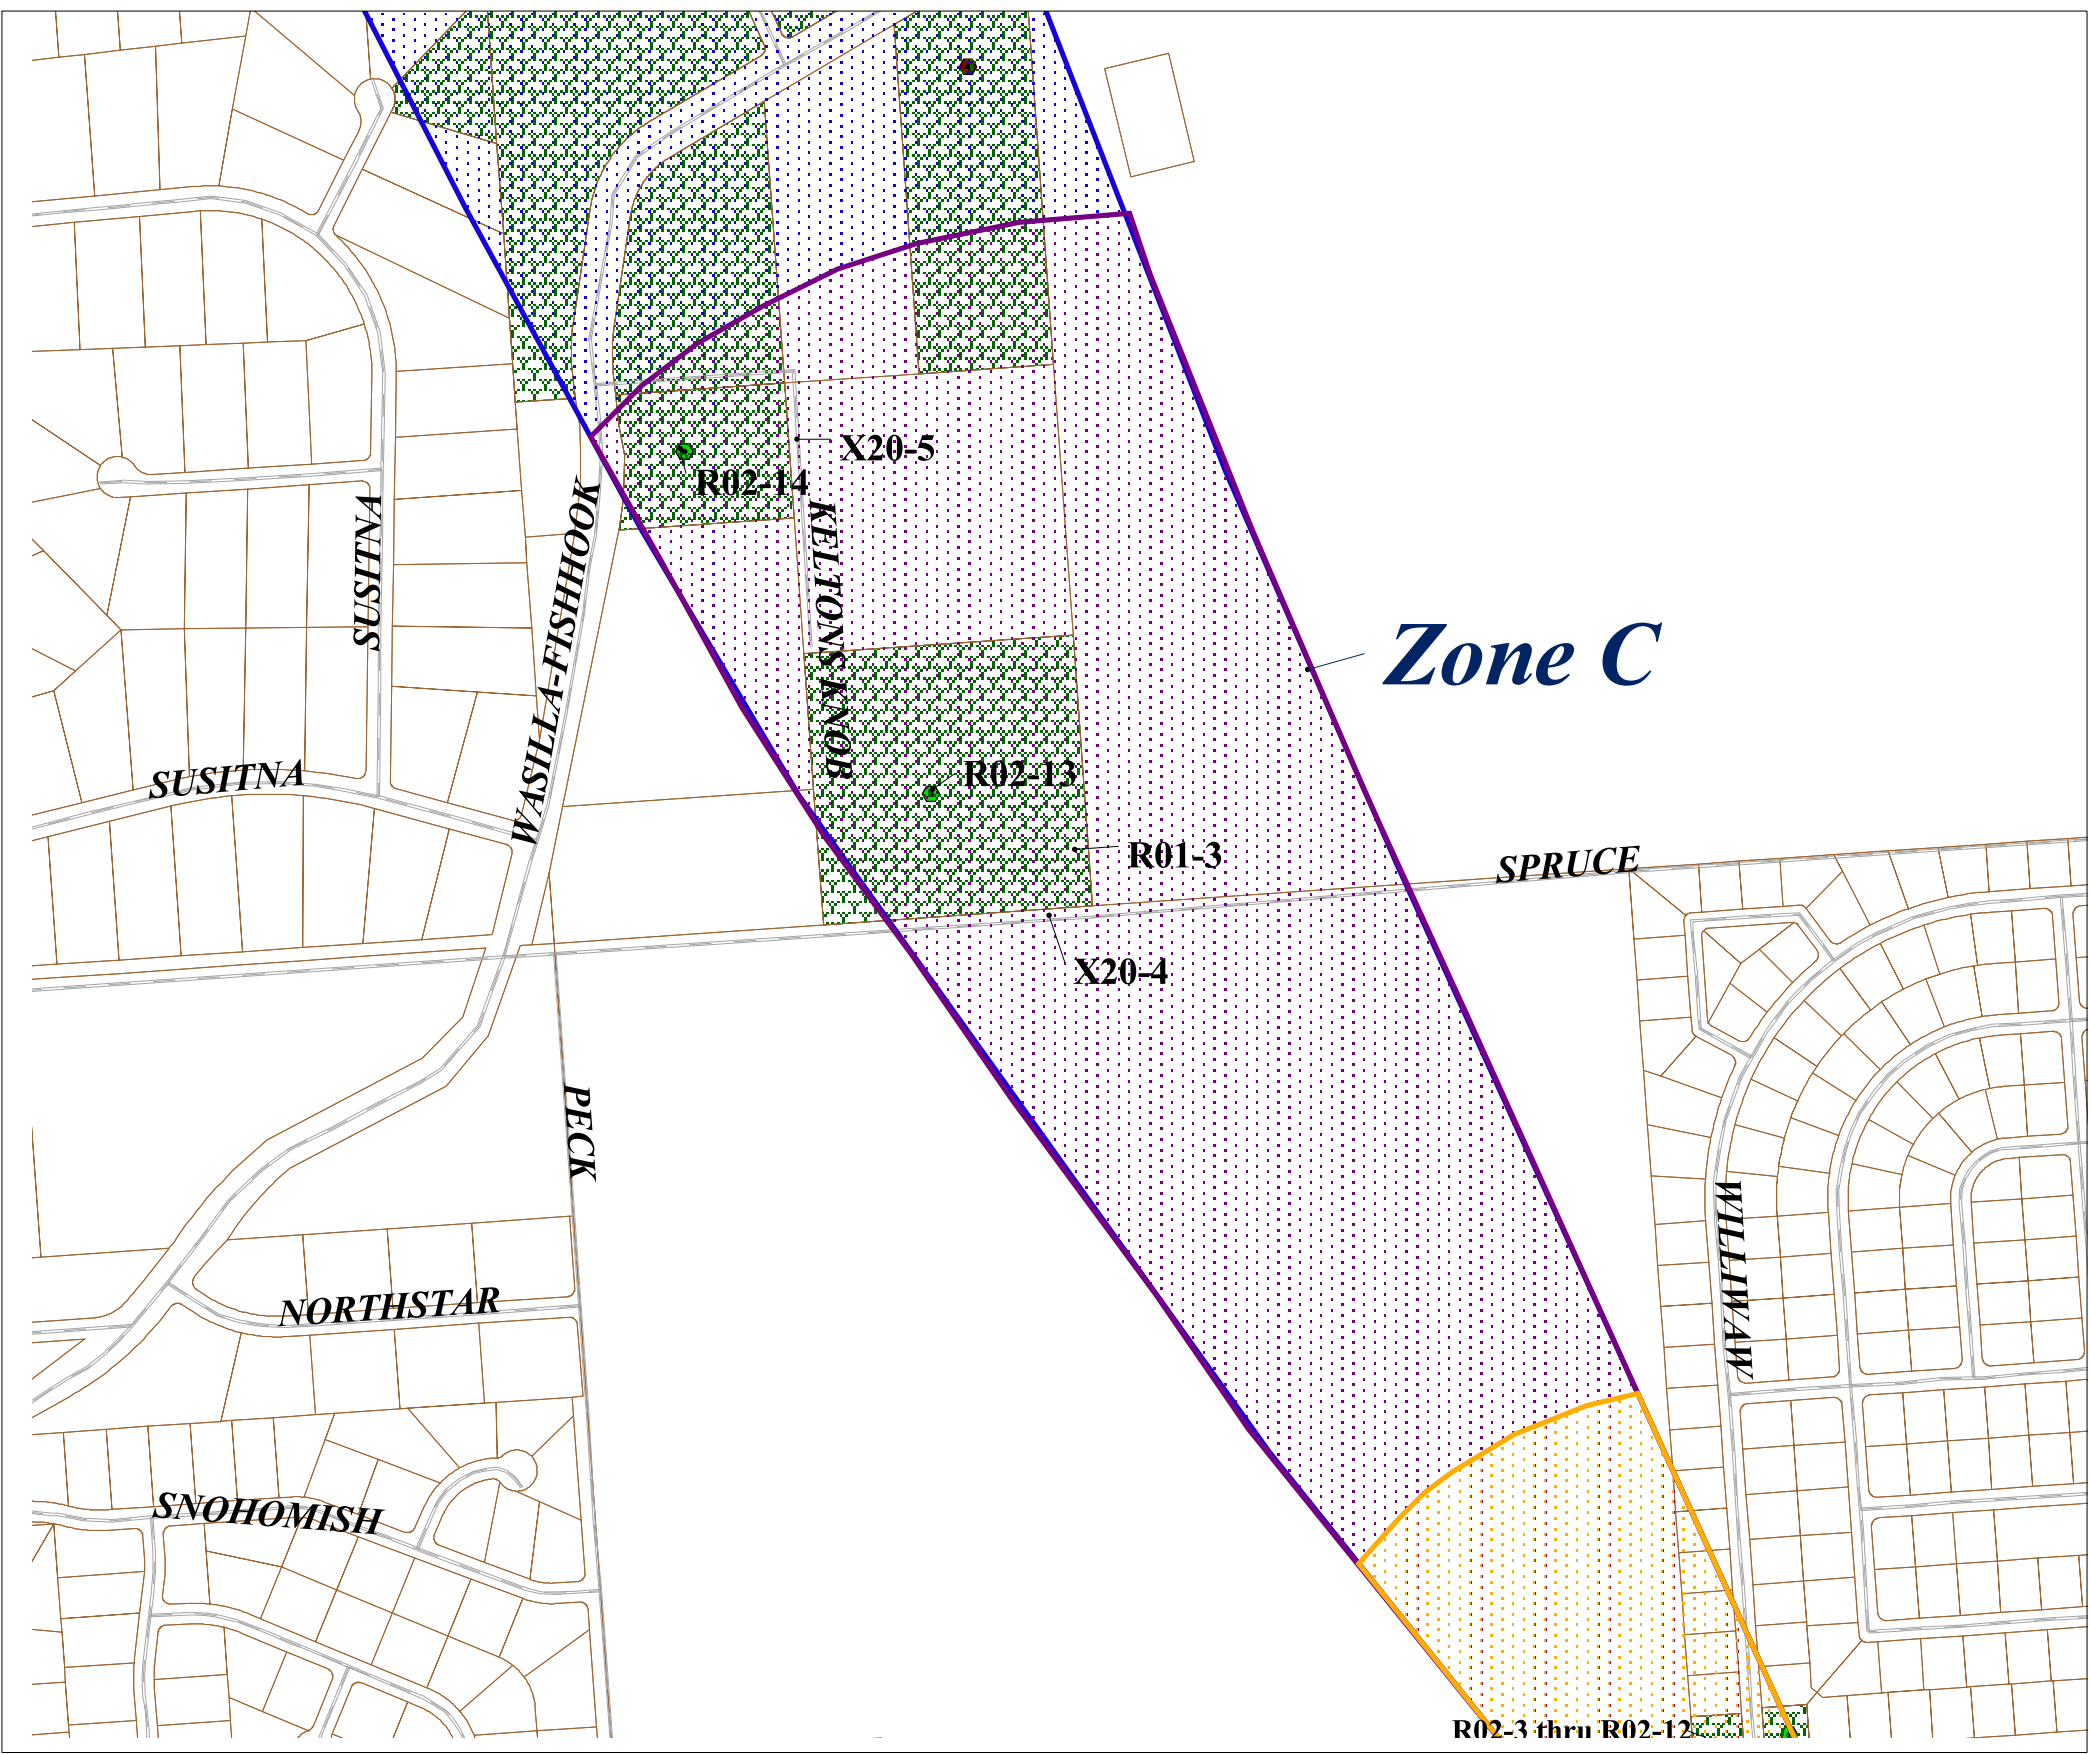 X20-5
R02-14
SUSITNA
WASILLA-FISHHOOK
KELTONS KNOB
Zone C
SUSITNA
R02-13
R01-3
SPRUCE
X20-4
PECK
WILLIWAW
NORTHSTAR
SNOHOMISH
R02-3 thru R02-12